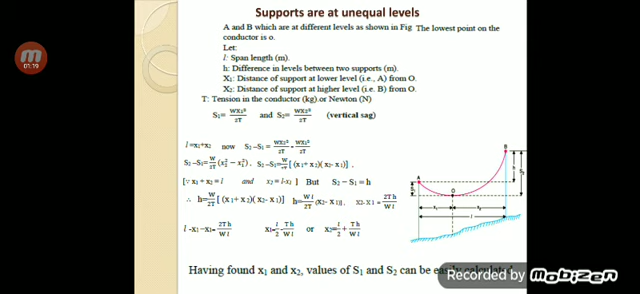 Supports are at unequal levels
A and B which are at different levels as shown in Fig The lowest point on the
conductor is o.
Let:
l: Span length (m).
h: Difference in levels between two supports (m).
X₁: Distance of support at lower level (i.e., A) from O.
X₂: Distance of support at higher level (i.e. B) from O.
T: Tension in the conductor (kg) or Newton (N)
S₁= WX₁²/2T and S₂= WX₂²/2T (vertical sag)
l=x₁+x₂ now S₂-S₁ = WX₂²/2T - WX₁²/2T
S₂-S₁= W/2T (x₂² - x₁²). S₂-S₁= W/2T [ (x₁+ x₂)( x₂- x₁)] .
[∵ x₁ + x₂ = l and x₂= l-x₁ ] But S₂ - S₁ = h
∴ h= W/2T [ (x₁+ x₂)( x₂- x₁)] h= W l/2T (x₂- x₁)], x₂- x₁ = 2T h/W l
l -x₁ -x₁= 2T h/W l x₁= l/2 - T h/W l or x₂= l/2 + T h/W l
B
A
O
h
S₂
S₁
x₁
x₂
l
Having found x₁ and x₂, values of S₁ and S₂ can be easily calculated
M
01:19
Recorded by Mobizen